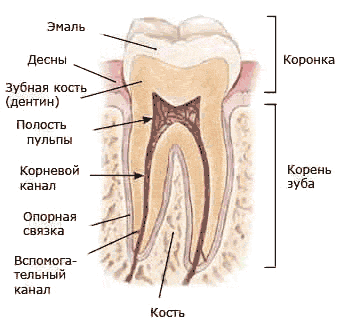 Эмаль
Десны
Зубная кость
(дентин)
Полость
пульпы
Корневой
канал
Опорная
связка
Вспомога-
тельный
канал
Кость
Коронка
Корень
зуба